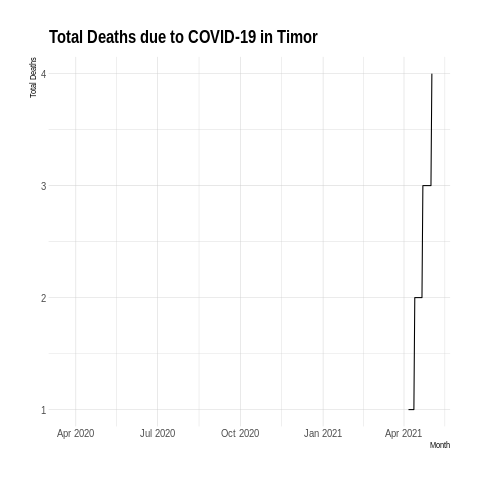 Total Deaths due to COVID-19 in Timor
Total Deaths
4
3
2
1
Apr 2020 Jul 2020 Oct 2020 Jan 2021 Apr 2021
Month